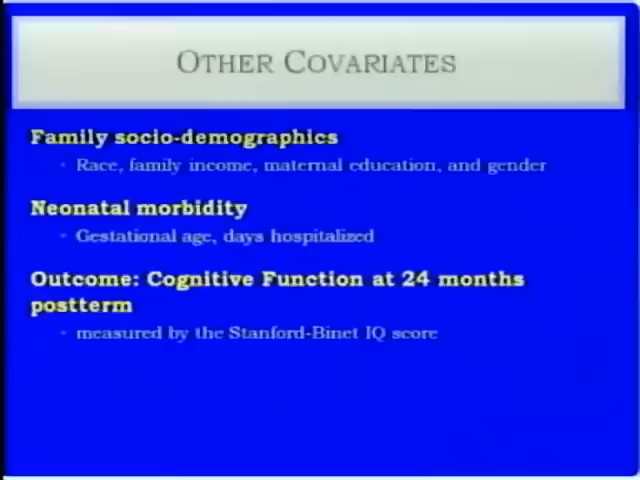 OTHER COVARIATES
Family socio-demographics
Race, family income, maternal education, and gender
Neonatal morbidity
Gestational age, days hospitalized
Outcome: Cognitive Function at 24 months
postterm
measured by the Stanford-Binet IQ score